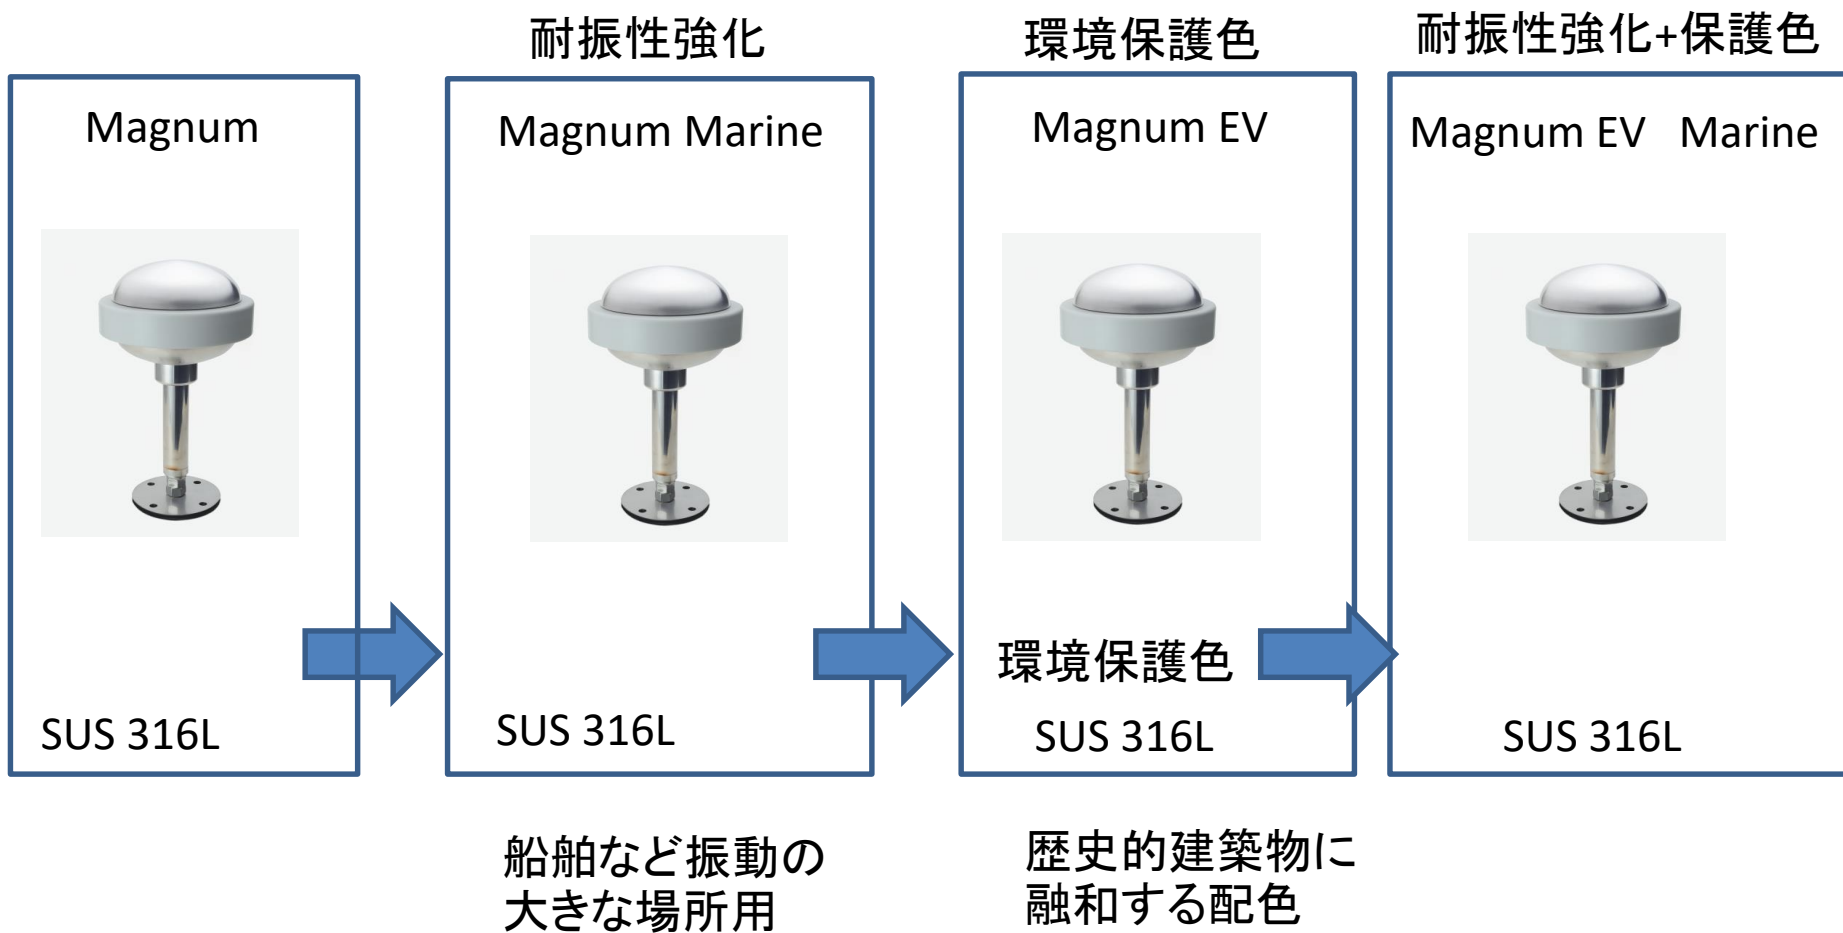 耐振性強化
環境保護色
耐振性強化+保護色
Magnum
Magnum Marine
Magnum EV
Magnum EV Marine
環境保護色
SUS 316L
SUS 316L
SUS 316L
SUS 316L
船舶など振動の
大きな場所用
歴史的建築物に
融和する配色